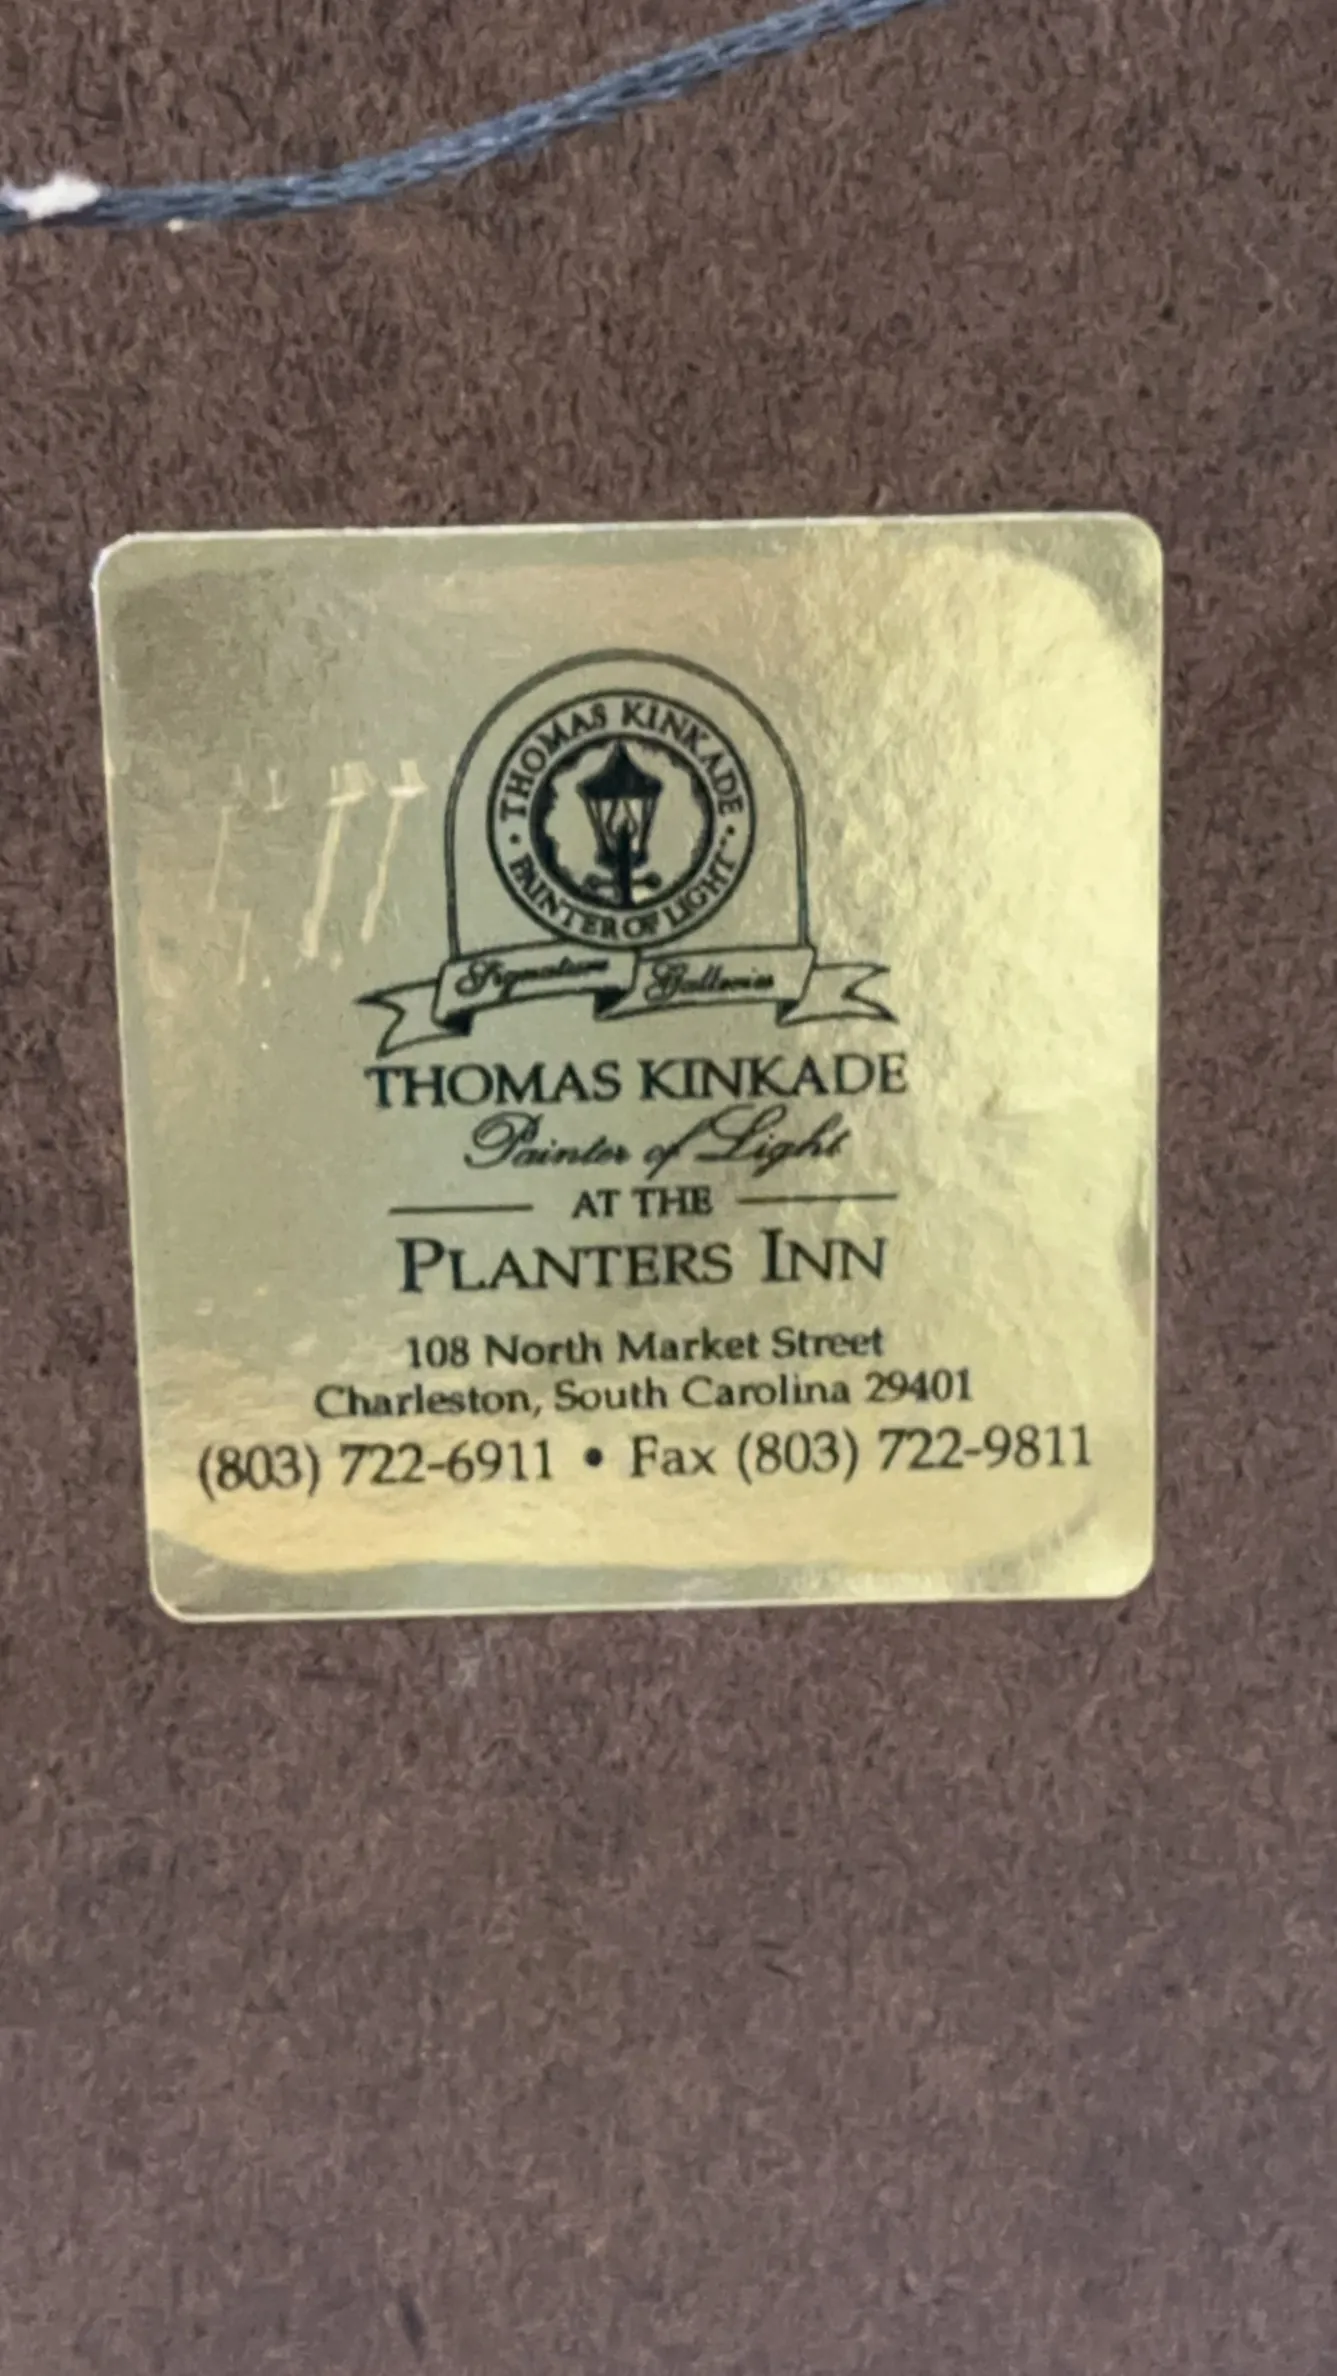 THOMAS KINKADE
· PAINTER OF LIGHT™ ·
Signature Galleries
THOMAS KINKADE
Painter of Light
AT THE
PLANTERS INN
108 North Market Street
Charleston, South Carolina 29401
(803) 722-6911 • Fax (803) 722-9811